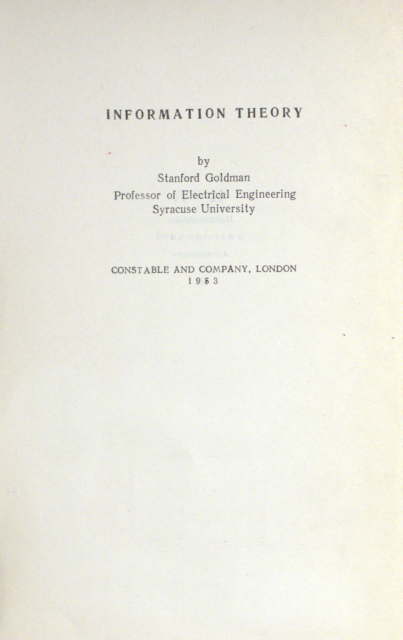 INFORMATION THEORY
by
Stanford Goldman
Professor of Electrical Engineering
Syracuse University
CONSTABLE AND COMPANY, LONDON
1953